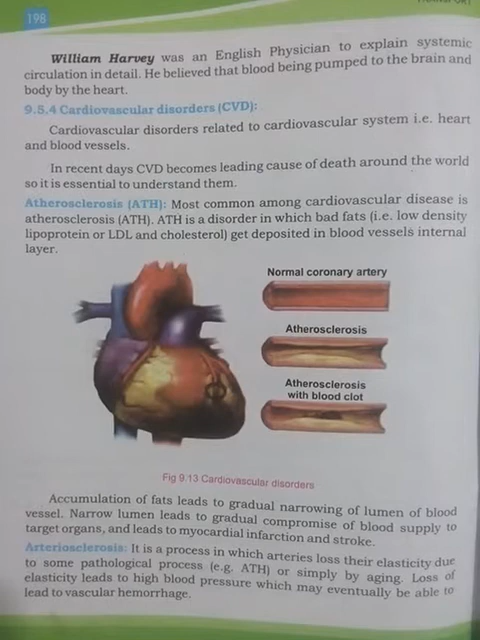 198
William Harvey was an English Physician to explain systemic
circulation in detail. He believed that blood being pumped to the brain and
body by the heart.
9.5.4 Cardiovascular disorders (CVD):
Cardiovascular disorders related to cardiovascular system i.e. heart
and blood vessels.
In recent days CVD becomes leading cause of death around the world
so it is essential to understand them.
Atherosclerosis (ATH): Most common among cardiovascular disease is
atherosclerosis (ATH). ATH is a disorder in which bad fats (i.e. low density
lipoprotein or LDL and cholesterol) get deposited in blood vessels internal
layer.
Normal coronary artery
Atherosclerosis
Atherosclerosis
with blood clot
Fig 9.13 Cardiovascular disorders
Accumulation of fats leads to gradual narrowing of lumen of blood
vessel. Narrow lumen leads to gradual compromise of blood supply to
target organs, and leads to myocardial infarction and stroke.
Arteriosclerosis: It is a process in which arteries loss their elasticity due
to some pathological process (e.g. ATH) or simply by aging. Loss of
elasticity leads to high blood pressure which may eventually be able to
lead to vascular hemorrhage.